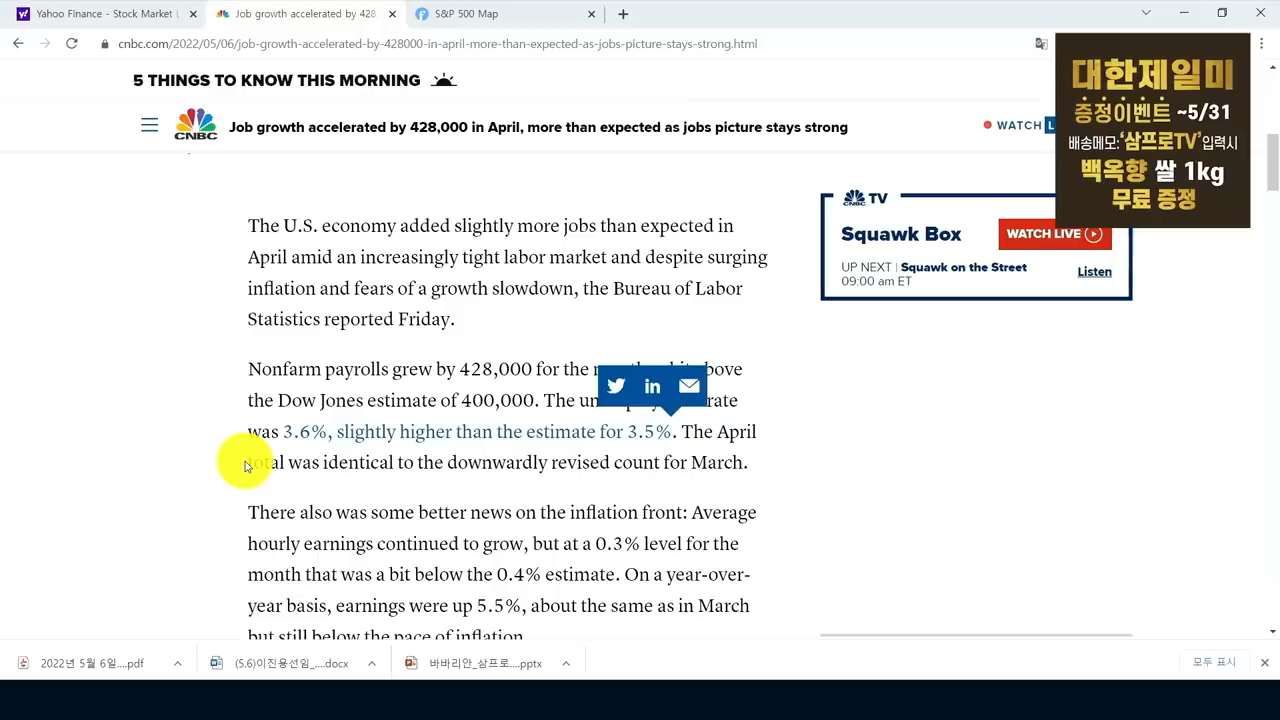 Yahoo Finance - Stock Market L
Job growth accelerated by 428
S&P 500 Map
cnbc.com/2022/05/06/job-growth-accelerated-by-428000-in-april-more-than-expected-as-jobs-picture-stays-strong.html
5 THINGS TO KNOW THIS MORNING
CNBC
Job growth accelerated by 428,000 in April, more than expected as jobs picture stays strong
WATCH L
대한제일미
증정이벤트 ~5/31
배송메모:'삼프로TV'입력시
백옥향 쌀 1kg
무료 증정
The U.S. economy added slightly more jobs than expected in
April amid an increasingly tight labor market and despite surging
inflation and fears of a growth slowdown, the Bureau of Labor
Statistics reported Friday.
CNBC TV
Squawk Box
WATCH LIVE
UP NEXT | Squawk on the Street
09:00 am ET
Listen
Nonfarm payrolls grew by 428,000 for the
the Dow Jones estimate of 400,000. The rate
was 3.6%, slightly higher than the estimate for 3.5%. The April
total was identical to the downwardly revised count for March.
There also was some better news on the inflation front: Average
hourly earnings continued to grow, but at a 0.3% level for the
month that was a bit below the 0.4% estimate. On a year-over-
year basis, earnings were up 5.5%, about the same as in March
but still below the pace of inflation.
2022년 5월 6일....pdf
(5.6)이진용선임_....docx
바바리안_삼프로....pptx
모두 표시